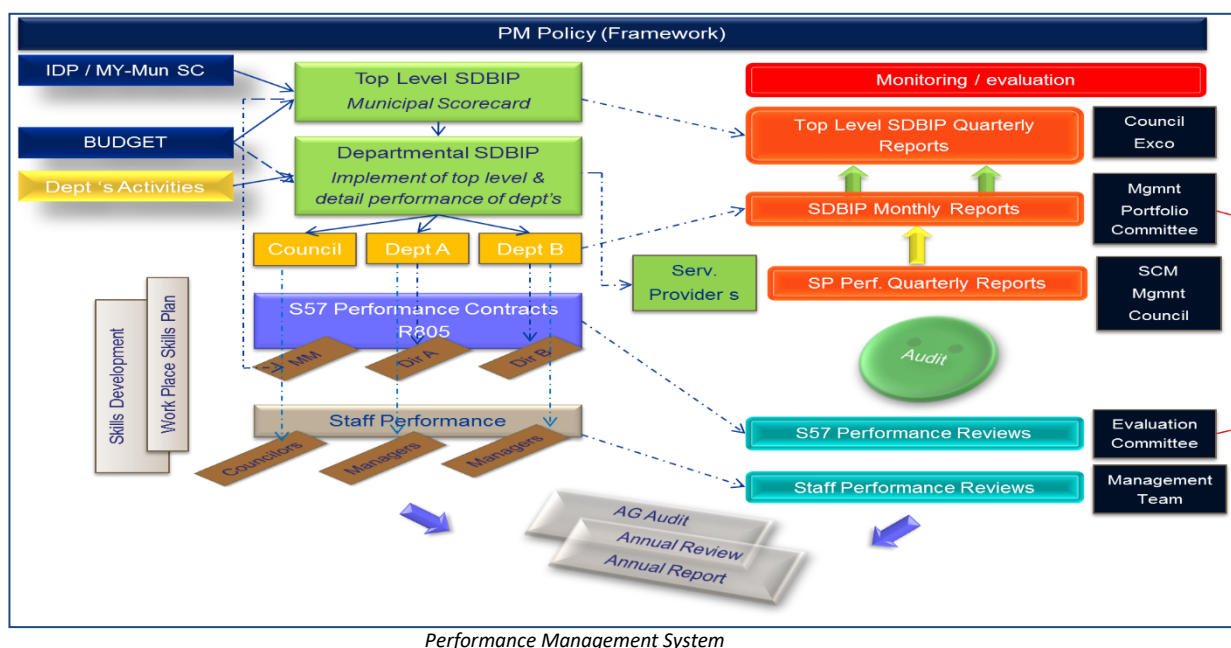 PM Policy (Framework)
IDP / MY-Mun SC
BUDGET
Dept 's Activities
Top Level SDBIP
Municipal Scorecard
Departmental SDBIP
Implement of top level &
detail performance of dept's
Council
Dept A
Dept B
Serv.
Provider s
S57 Performance Contracts
R805
MM
Dir A
Dir B
Staff Performance
Councilors
Managers
Managers
Skills Development
Work Place Skills Plan
Monitoring / evaluation
Top Level SDBIP Quarterly
Reports
Council
Exco
SDBIP Monthly Reports
Mgmnt
Portfolio
Committee
SP Perf. Quarterly Reports
SCM
Mgmnt
Council
Audit
S57 Performance Reviews
Evaluation
Committee
Staff Performance Reviews
Management
Team
AG Audit
Annual Review
Annual Report
Performance Management System